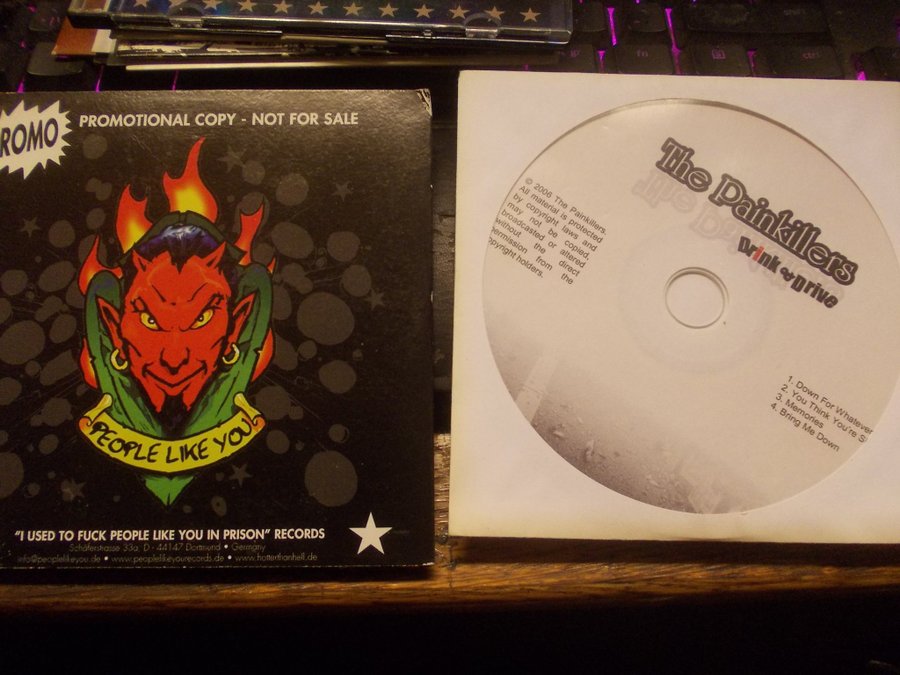 ROMO
PROMOTIONAL COPY - NOT FOR SALE
PEOPLE LIKE YOU
"I USED TO FUCK PEOPLE LIKE YOU IN PRISON" RECORDS
Schäferstrasse 33a, D - 44147 Dortmund • Germany
info@peoplelikeyou.de • www.peoplelikeyourecords.de • www.hotterthanhell.de
The Painkillers
Drink & Drive
© 2006 The Painkillers.
All material is protected
by copyright laws and
may not be copied,
broadcasted or altered
without the direct
permission from the
copyright holders.
1. Down For Whatever
2. You Think You're S
3. Memories
4. Bring Me Down
fn
ctrl